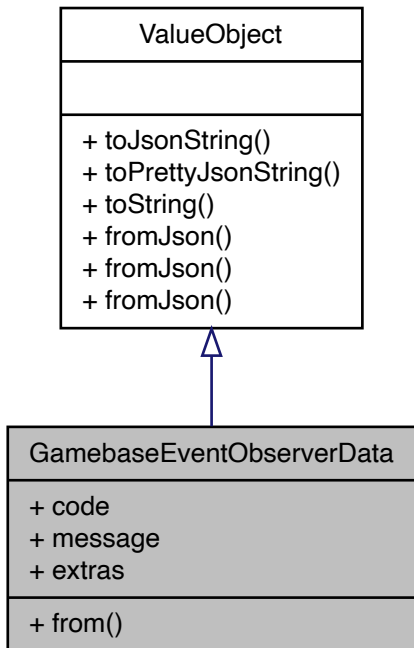 ValueObject
+ toJsonString()
+ toPrettyJsonString()
+ toString()
+ fromJson()
+ fromJson()
+ fromJson()
GamebaseEventObserverData
+ code
+ message
+ extras
+ from()